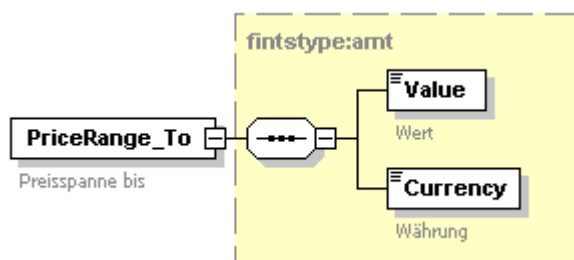 fintstype:amt
Value
Wert
PriceRange_To
Preisspanne bis
Currency
Währung